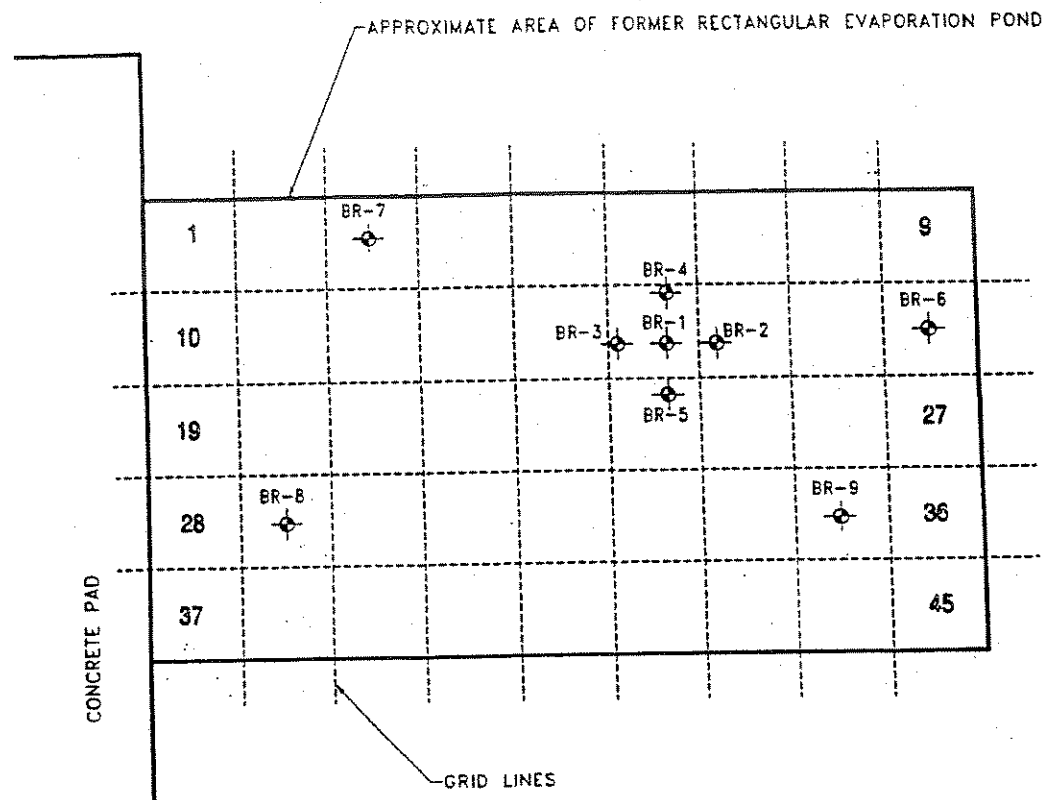 APPROXIMATE AREA OF FORMER RECTANGULAR EVAPORATION POND
BR-7
1
9
BR-4
BR-6
10
BR-3
BR-1
BR-2
19
BR-5
27
BR-8
BR-9
28
36
37
45
CONCRETE PAD
GRID LINES